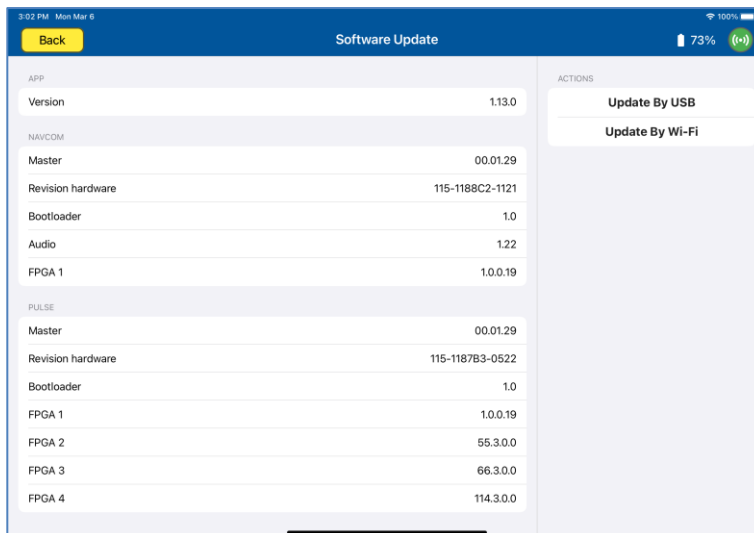 3:02 PM Mon Mar 6 100%
Back Software Update 73%
APP
Version 1.13.0
NAVCOM
Master 00.01.29
Revision hardware 115-1188C2-1121
Bootloader 1.0
Audio 1.22
FPGA 1 1.0.0.19
PULSE
Master 00.01.29
Revision hardware 115-1187B3-0522
Bootloader 1.0
FPGA 1 1.0.0.19
FPGA 2 55.3.0.0
FPGA 3 66.3.0.0
FPGA 4 114.3.0.0
ACTIONS
Update By USB
Update By Wi-Fi